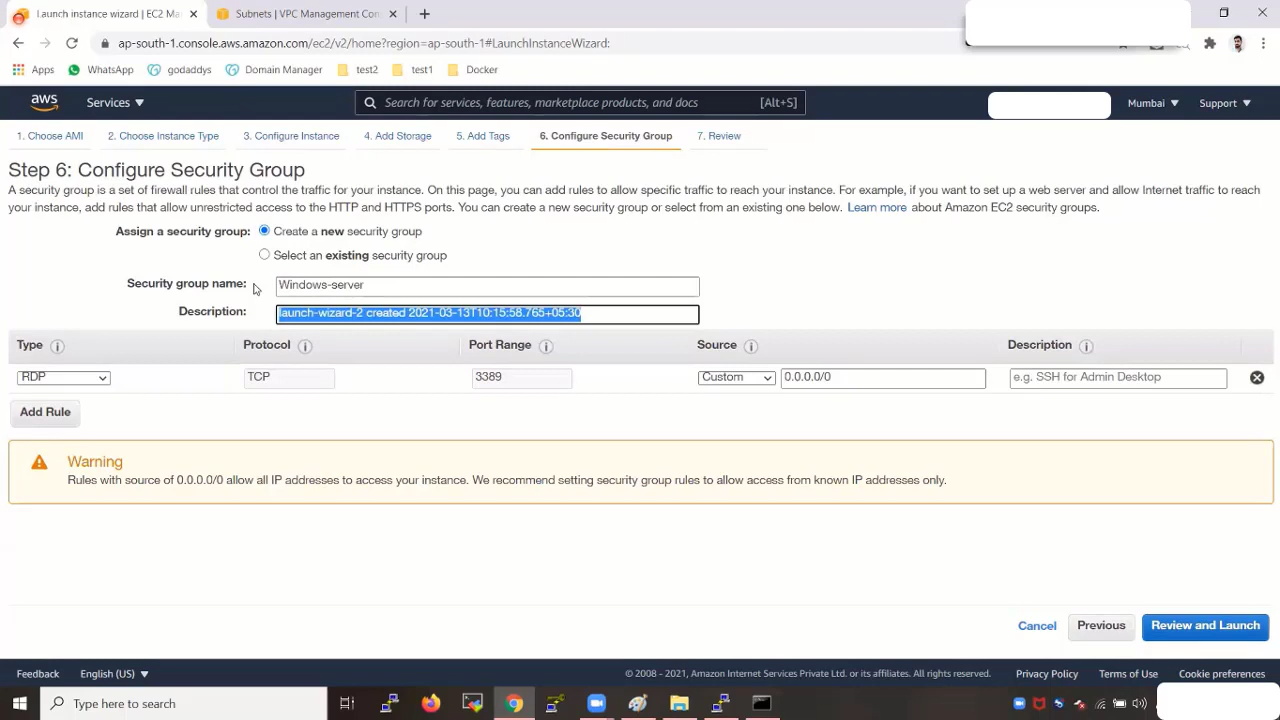 Launch instance wizard | EC2 Ma
Subnets | VPC Management Con
ap-south-1.console.aws.amazon.com/ec2/v2/home?region=ap-south-1#LaunchInstanceWizard:
Apps
WhatsApp
godaddys
Domain Manager
test2
test1
Docker
aws
Services
Search for services, features, marketplace products, and docs
[Alt+S]
Mumbai
Support
1. Choose AMI
2. Choose Instance Type
3. Configure Instance
4. Add Storage
5. Add Tags
6. Configure Security Group
7. Review
Step 6: Configure Security Group
A security group is a set of firewall rules that control the traffic for your instance. On this page, you can add rules to allow specific traffic to reach your instance. For example, if you want to set up a web server and allow Internet traffic to reach
your instance, add rules that allow unrestricted access to the HTTP and HTTPS ports. You can create a new security group or select from an existing one below. Learn more about Amazon EC2 security groups.
Assign a security group:
Create a new security group
Select an existing security group
Security group name:
Windows-server
Description:
launch-wizard-2 created 2021-03-13T10:15:58.765+05:30
Type
Protocol
Port Range
Source
Description
RDP
TCP
3389
Custom
0.0.0.0/0
e.g. SSH for Admin Desktop
Add Rule
Warning
Rules with source of 0.0.0.0/0 allow all IP addresses to access your instance. We recommend setting security group rules to allow access from known IP addresses only.
Cancel
Previous
Review and Launch
Feedback
English (US)
© 2008 - 2021, Amazon Internet Services Private Ltd. or its affiliates. All rights reserved.
Privacy Policy
Terms of Use
Cookie preferences
Type here to search